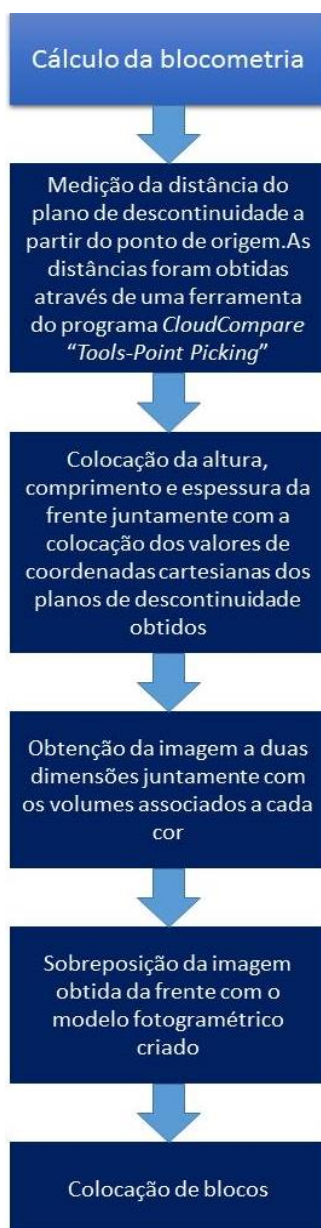 Cálculo da blocometria
Medição da distância do
plano de descontinuidade a
partir do ponto de origem.As
distâncias foram obtidas
através de uma ferramenta
do programa CloudCompare
“Tools-Point Picking”
Colocação da altura,
comprimento e espessura da
frente juntamente com a
colocação dos valores de
coordenadas cartesianas dos
planos de descontinuidade
obtidos
Obtenção da imagem a duas
dimensões juntamente com
os volumes associados a cada
cor
Sobreposição da imagem
obtida da frente com o
modelo fotogramétrico
criado
Colocação de blocos